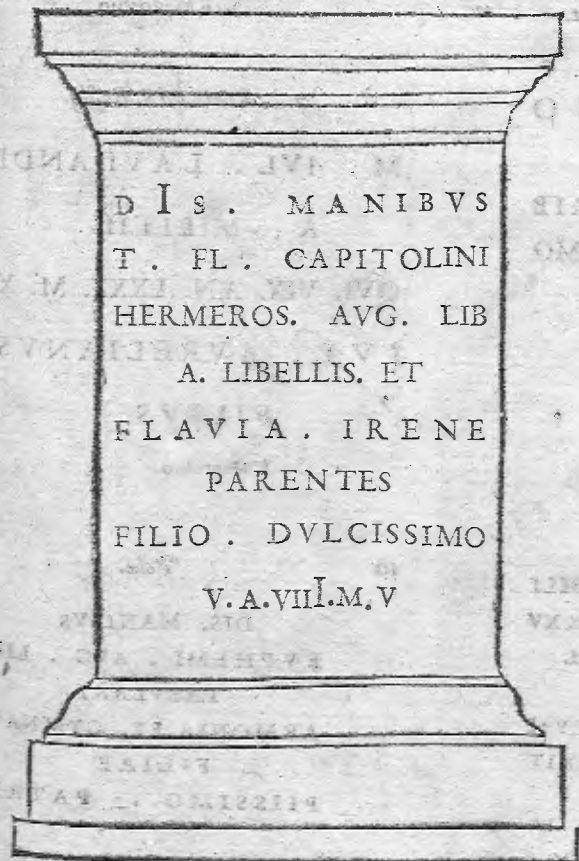 DIS. MANIBVS
T. FL. CAPITOLINI
HERMEROS. AVG. LIB
A. LIBELLIS. ET
FLAVIA. IRENE
PARENTES
FILIO. DVLCISSIMO
V.A.VIII.M.V